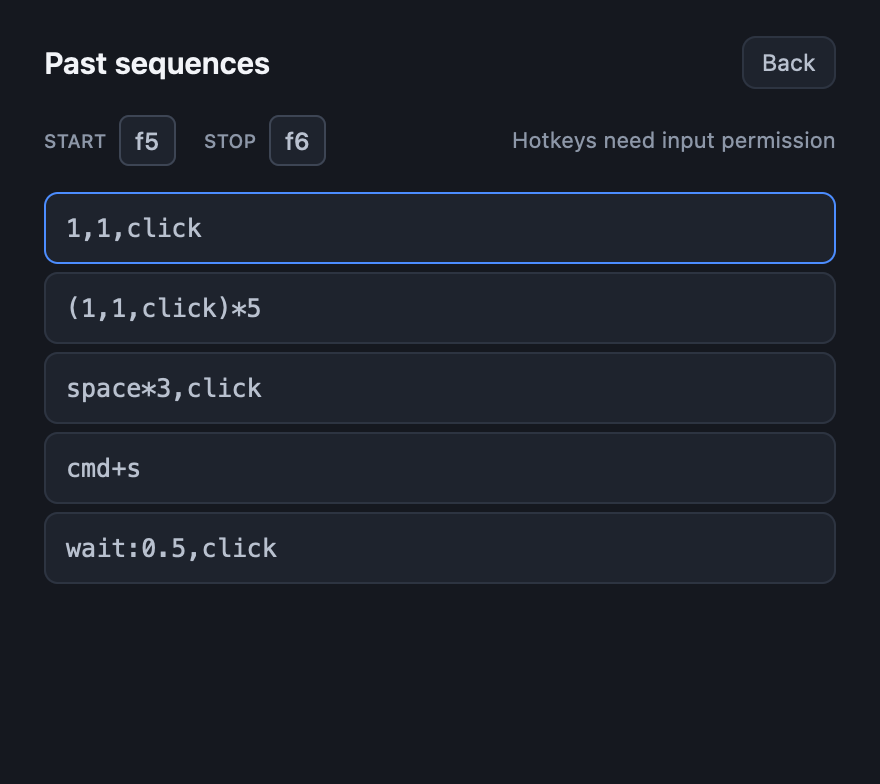 Past sequences
Back
START f5 STOP f6 Hotkeys need input permission
1,1,click
(1,1,click)*5
space*3,click
cmd+s
wait:0.5,click